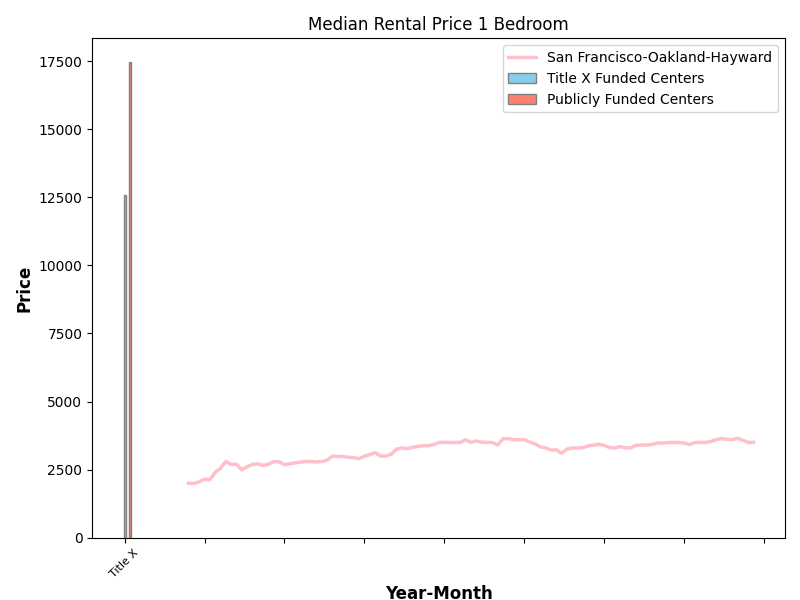 Median Rental Price 1 Bedroom
San Francisco-Oakland-Hayward
Title X Funded Centers
Publicly Funded Centers
17500
15000
12500
10000
7500
5000
2500
0
Price
Title X
Year-Month